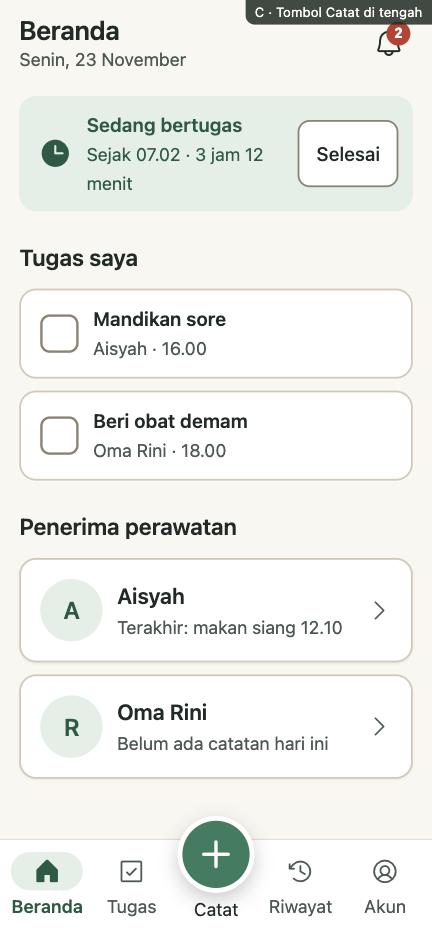 C · Tombol Catat di tengah
Beranda
2
Senin, 23 November
Sedang bertugas
Sejak 07.02 · 3 jam 12
menit
Selesai
Tugas saya
Mandikan sore
Aisyah · 16.00
Beri obat demam
Oma Rini · 18.00
Penerima perawatan
A
Aisyah
Terakhir: makan siang 12.10
R
Oma Rini
Belum ada catatan hari ini
Beranda
Tugas
Catat
Riwayat
Akun